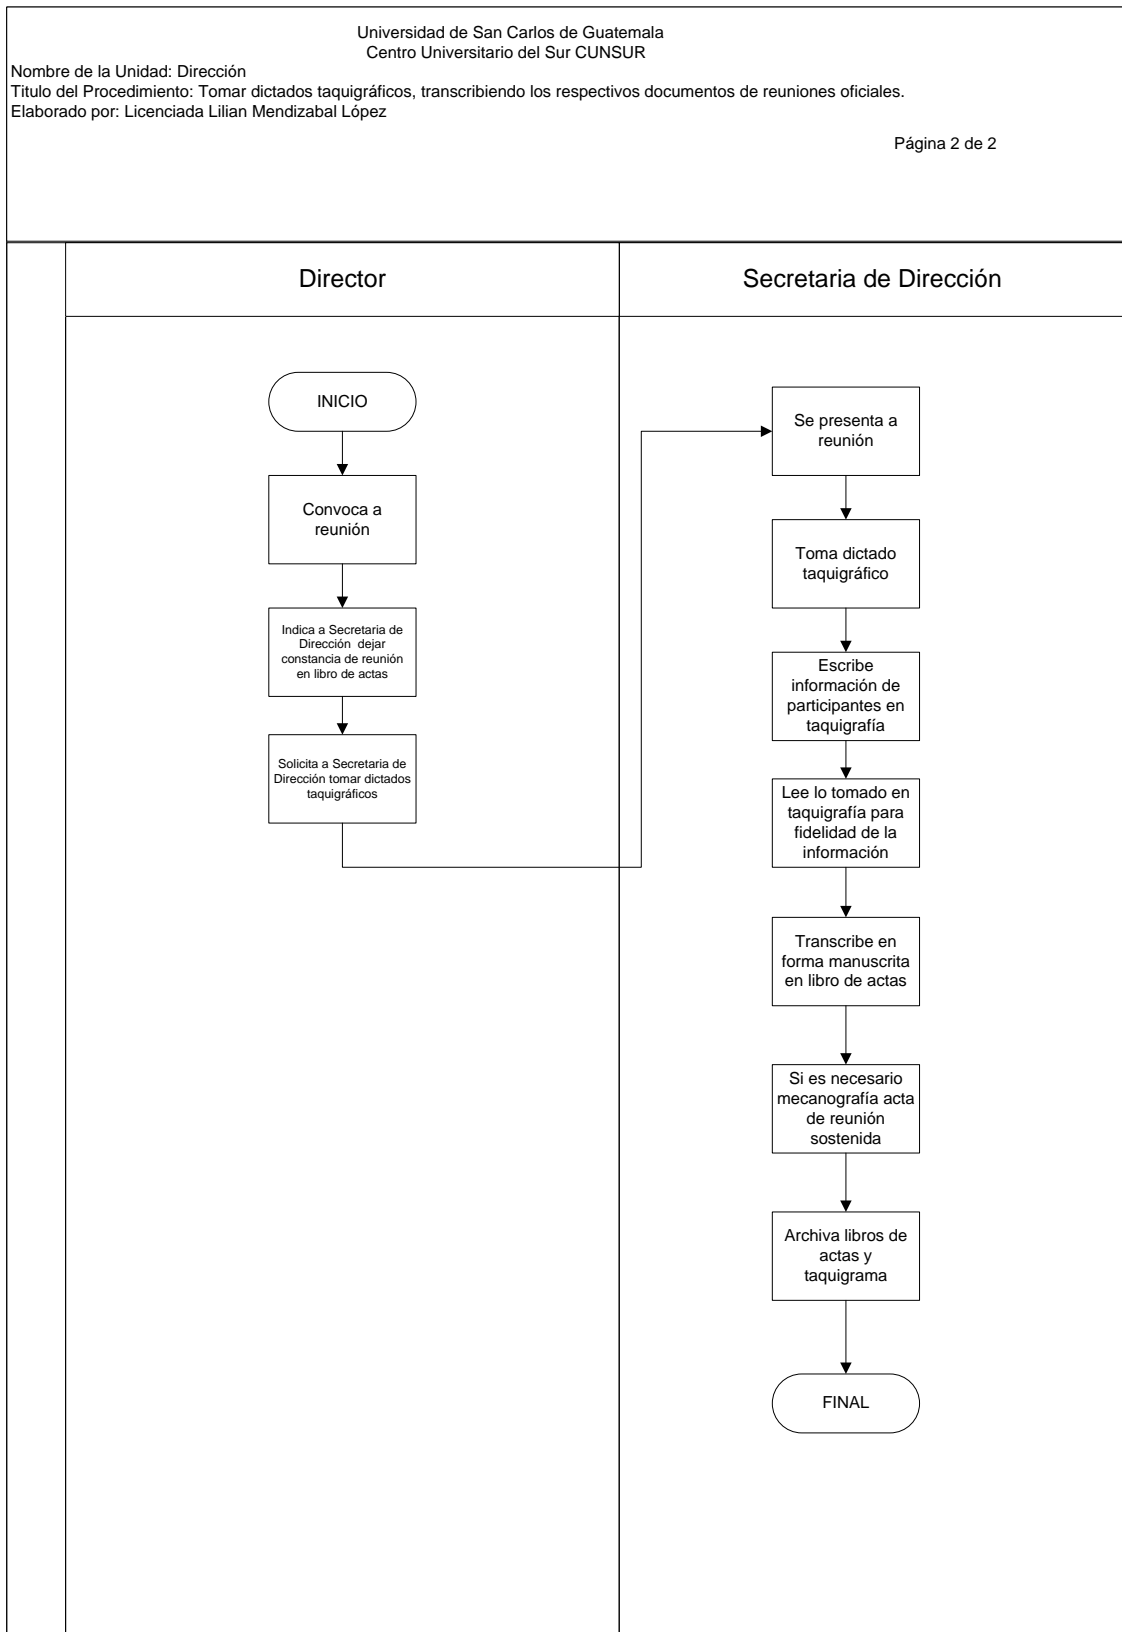 Universidad de San Carlos de Guatemala
Centro Universitario del Sur CUNSUR
Nombre de la Unidad: Dirección
Titulo del Procedimiento: Tomar dictados taquigráficos, transcribiendo los respectivos documentos de reuniones oficiales.
Elaborado por: Licenciada Lilian Mendizabal López
Página 2 de 2
Director
Secretaria de Dirección
INICIO
Convoca a
reunión
Indica a Secretaria de
Dirección dejar
constancia de reunión
en libro de actas
Solicita a Secretaria de
Dirección tomar dictados
taquigráficos
Se presenta a
reunión
Toma dictado
taquigráfico
Escribe
información de
participantes en
taquigrafía
Lee lo tomado en
taquigrafía para
fidelidad de la
información
Transcribe en
forma manuscrita
en libro de actas
Si es necesario
mecanografía acta
de reunión
sostenida
Archiva libros de
actas y
taquigrama
FINAL